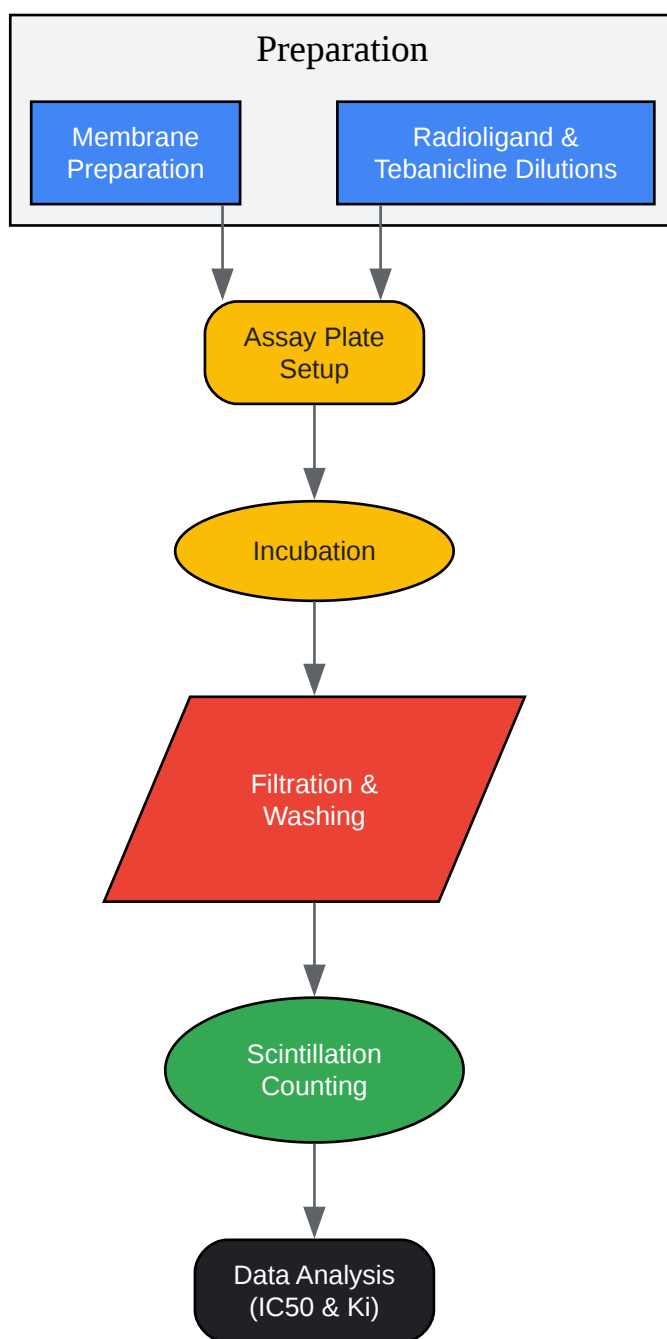 Preparation
Membrane
Preparation
Radioligand &
Tebanicline Dilutions
Assay Plate
Setup
Incubation
Filtration &
Washing
Scintillation
Counting
Data Analysis
(IC50 & Ki)